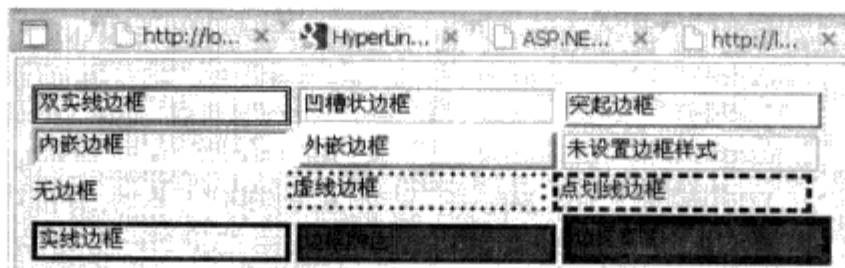 http://lo... × HyperLin... × ASP.NE... × http://l... ×
双实线边框 凹槽状边框 突起边框
内嵌边框 外嵌边框 未设置边框样式
无边框 虚线边框 点划线边框
实线边框